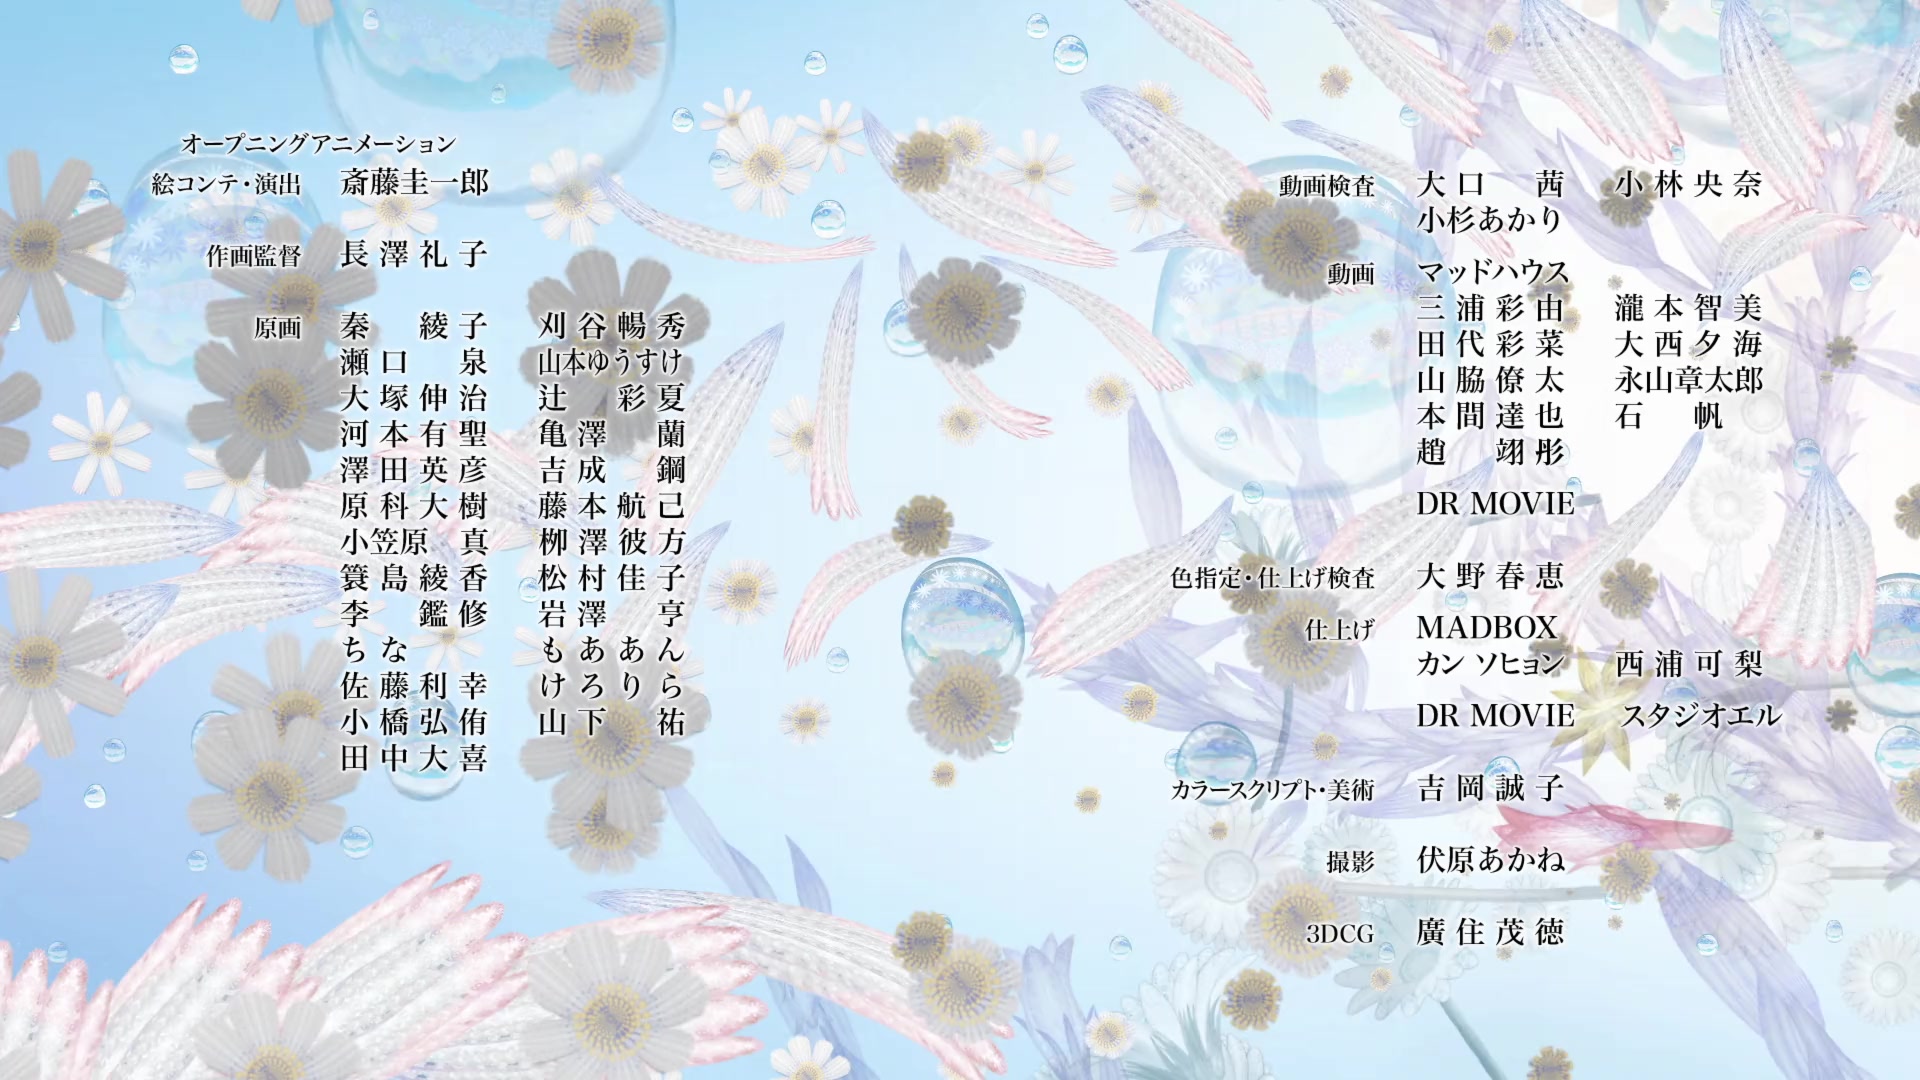 オープニングアニメーション
絵コンテ・演出 斎藤圭一郎
作画監督 長澤礼子
原画 秦 綾子 刈谷暢秀
瀬口 泉 山本ゆうすけ
大塚伸治 辻 彩夏
河本有聖 亀澤 蘭
澤田英彦 吉成 鋼
原科大樹 藤本航己
小笠原 真 栁澤彼方
簑島綾香 松村佳子
李 鑑修 岩澤 亨
ちな もああん
佐藤利幸 けろりら
小橋弘侑 山下 祐
田中大喜
動画検査 大口 茜 小林央奈
小杉あかり
動画 マッドハウス
三浦彩由 瀧本智美
田代彩菜 大西夕海
山脇僚太 永山章太郎
本間達也 石 帆
趙 翊彤
DR MOVIE
色指定・仕上げ検査 大野春恵
仕上げ MADBOX
カン ソヒョン 西浦可梨
DR MOVIE スタジオエル
カラースクリプト・美術 吉岡誠子
撮影 伏原あかね
3DCG 廣住茂徳